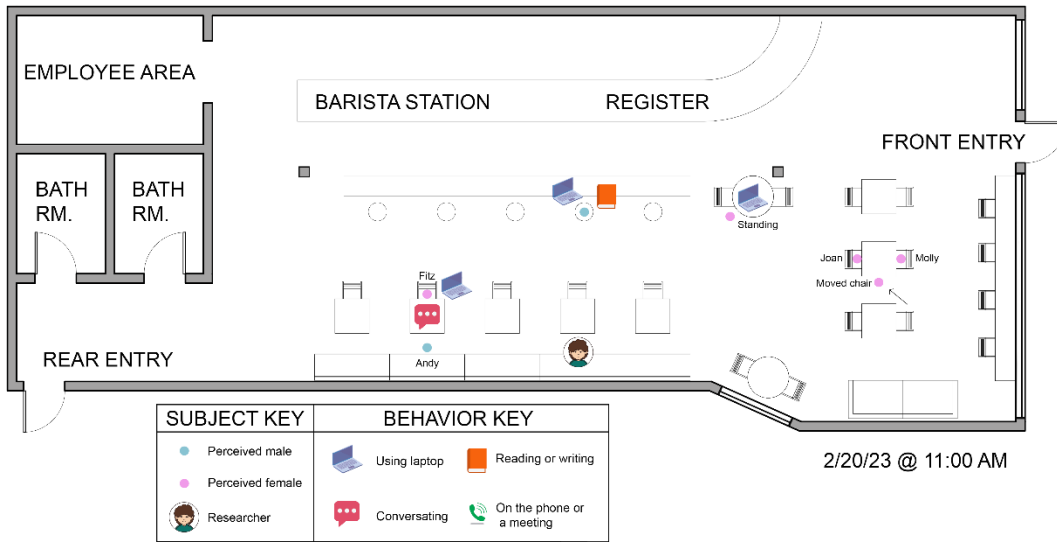 EMPLOYEE AREA
BARISTA STATION
REGISTER
FRONT ENTRY
BATH
RM.
BATH
RM.
Standing
Joan
Molly
Moved chair
Fitz
Andy
REAR ENTRY
SUBJECT KEY
BEHAVIOR KEY
Perceived male
Using laptop
Reading or writing
Perceived female
Researcher
Conversating
On the phone or
a meeting
2/20/23 @ 11:00 AM